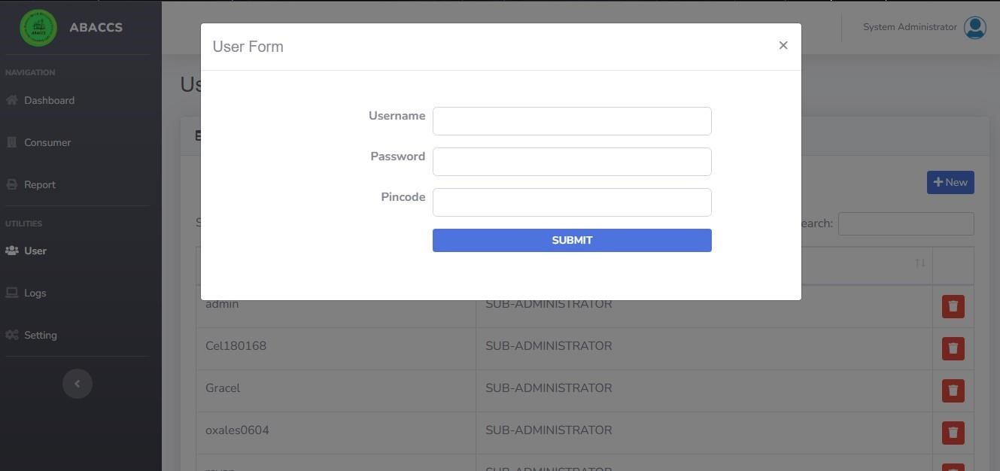 ABACCS
System Administrator
User Form
×
NAVIGATION
Us
Dashboard
Consumer
Report
UTILITIES
User
Logs
Setting
Username
Password
Pincode
SUBMIT
New
S
earch:
admin SUB-ADMINISTRATOR
Cel180168 SUB-ADMINISTRATOR
Gracel SUB-ADMINISTRATOR
oxales0604 SUB-ADMINISTRATOR
SUB-ADMINISTRATOR